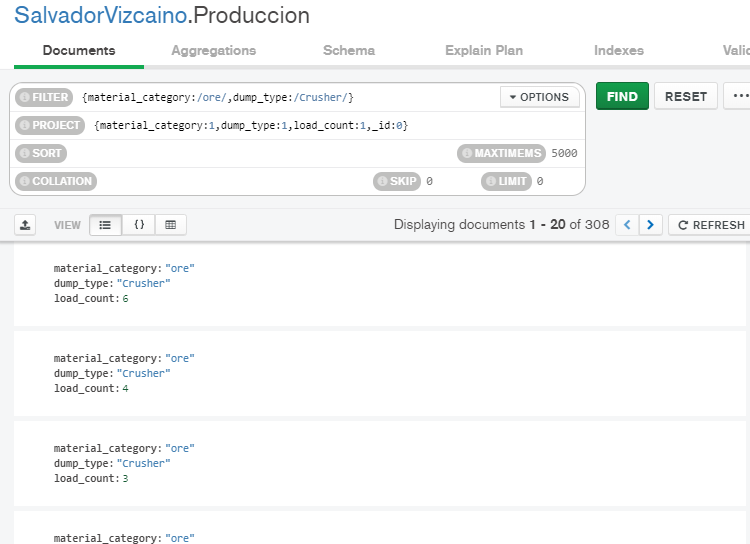 SalvadorVizcaino.Produccion
Documents Aggregations Schema Explain Plan Indexes Valid
FILTER {material_category:/ore/,dump_type:/Crusher/} OPTIONS FIND RESET ...
PROJECT {material_category:1,dump_type:1,load_count:1,_id:0}
SORT MAXTIMEMS 5000
COLLATION SKIP 0 LIMIT 0
VIEW {} Displaying documents 1 - 20 of 308 < > REFRESH
material_category: "ore"
dump_type: "Crusher"
load_count: 6
material_category: "ore"
dump_type: "Crusher"
load_count: 4
material_category: "ore"
dump_type: "Crusher"
load_count: 3
material_category: "ore"